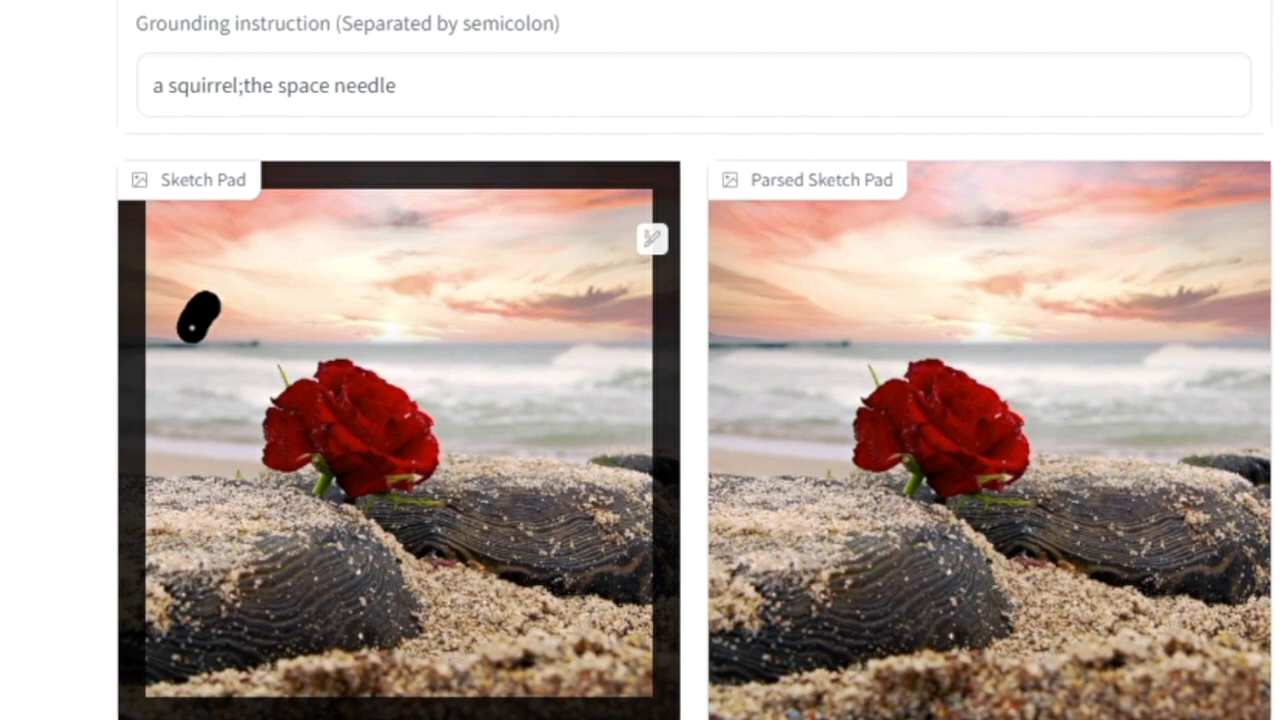 Grounding instruction (Separated by semicolon)
a squirrel;the space needle
Sketch Pad
Parsed Sketch Pad